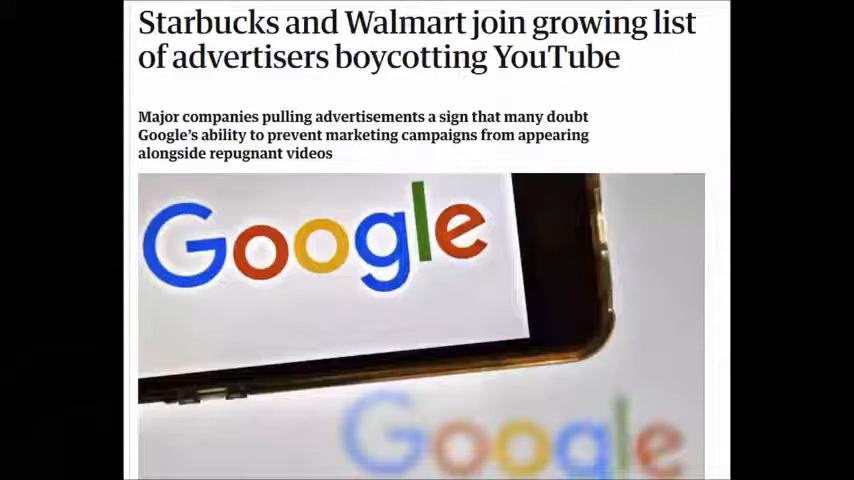 Starbucks and Walmart join growing list
of advertisers boycotting YouTube
Major companies pulling advertisements a sign that many doubt
Google's ability to prevent marketing campaigns from appearing
alongside repugnant videos
Google
Google